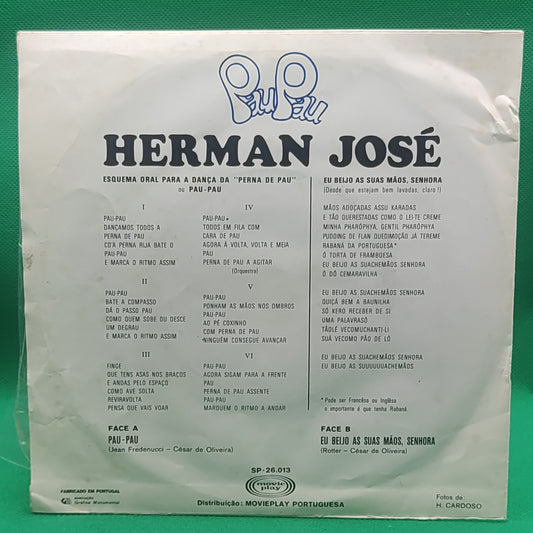 PauPau
HERMAN JOSÉ
ESQUEMA ORAL PARA A DANÇA DA "PERNA DE PAU"
ou PAU-PAU
I
PAU-PAU
DANÇAMOS TODOS A
PERNA DE PAU
CO'A PERNA RIJA BATE O
PAU-PAU
E MARCA O RITMO ASSIM
II
PAU-PAU
BATE A COMPASSO
DÁ O PASSO PAU
COMO QUEM SOBE OU DESCE
UM DEGRAU
E MARCA O RITMO ASSIM
III
FINGE
QUE TENS ASAS NOS BRAÇOS
E ANDAS PELO ESPAÇO
COMO AVE SOLTA
REVIRAVOLTA
PENSA QUE VAIS VOAR
IV
PAU-PAU
TODOS EM FILA COM
CARA DE PAU
AGORA À VOLTA, VOLTA E MEIA
PAU
PERNA DE PAU A AGITAR
(Orquestra)
V
PAU-PAU
PONHAM AS MÃOS NOS OMBROS
PAU-PAU
AO PÉ COXINHO
COM PERNA DE PAU
NINGUÉM CONSEGUE AVANÇAR
VI
PAU-PAU
AGORA SIGAM PARA A FRENTE
PAU
PERNA DE PAU ASSENTE
PAU-PAU
MARQUEM O RITMO A ANDAR
EU BEIJO AS SUAS MÃOS, SENHORA
(Desde que estejam bem lavadas, claro!)
MÃOS ADOÇADAS ASSU KARADAS
E TÃO QUERESTADAS COMO O LEI-TE CREME
MINHA PHARÓPHYA, GENTIL PHARÓPHYA
PUDDING DE FLAN QUEDIMOÇÃO JÁ TEREME
RABANÁ DA PORTUGUESA*
Ó TORTA DE FRAMBOESA
EU BEIJO AS SUACHEMÃOS SENHORA
Ó DÔ CEMARAVILHA
EU BEIJO AS SUACHEMÃOS SENHORA
QUIÇÁ BEM A BAUNILHA
SÓ KERO RECEBER DE SI
UMA PALAVRASÓ
TÃOLÉ VECOMUCHANTI-LI
SUÁ VECOMO PÃO DE LÓ
EU BEIJO AS SUACHEMÃOS SENHORA
EU BEIJO AS SUUUUUUACHEMÃOS
* Pode ser Francêsa ou Inglêsa
o importante é que tenha Rabaná.
FACE A
PAU-PAU
(Jean Fredenucci – César de Oliveira)
FACE B
EU BEIJO AS SUAS MÃOS, SENHORA
(Rotter – César de Oliveira)
SP-26.013
movie
play
Distribuição: MOVIEPLAY PORTUGUESA
FABRICADO EM PORTUGAL
execução
Gráfica Monumental
Fotos de:
H. CARDOSO